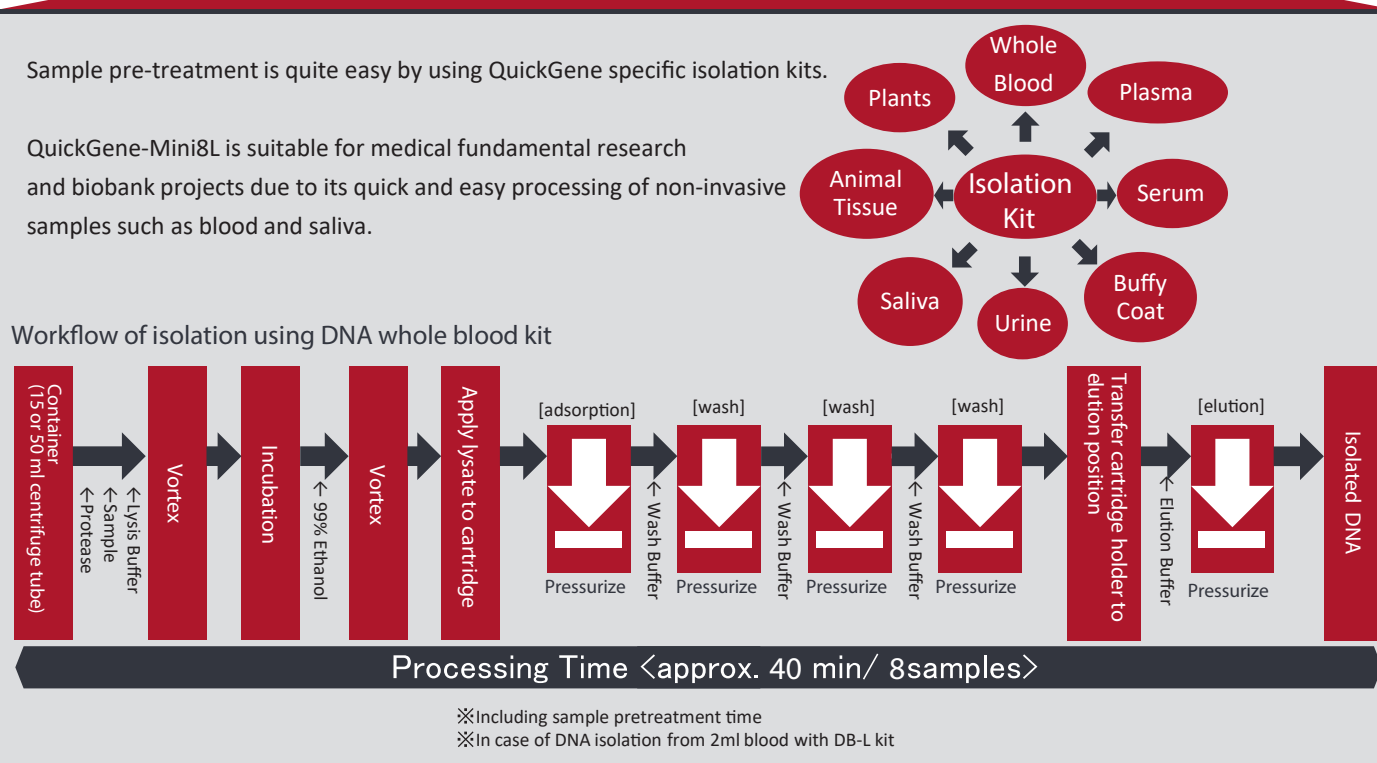 Sample pre-treatment is quite easy by using QuickGene specific isolation kits.
QuickGene-Mini8L is suitable for medical fundamental research
and biobank projects due to its quick and easy processing of non-invasive
samples such as blood and saliva.
Whole
Blood
Plants
Plasma
Animal
Tissue
Isolation
Kit
Serum
Saliva
Urine
Buffy
Coat
Workflow of isolation using DNA whole blood kit
Container
(15 or 50 ml centrifuge tube)
←Protease
←Sample
←Lysis Buffer
Vortex
Incubation
← 99% Ethanol
Vortex
Apply lysate to cartridge
[adsorption]
Pressurize
← Wash Buffer
[wash]
Pressurize
← Wash Buffer
[wash]
Pressurize
← Wash Buffer
[wash]
Pressurize
Transfer cartridge holder to
elution position
← Elution Buffer
[elution]
Pressurize
Isolated DNA
Processing Time <approx. 40 min/ 8samples>
※Including sample pretreatment time
※In case of DNA isolation from 2ml blood with DB-L kit